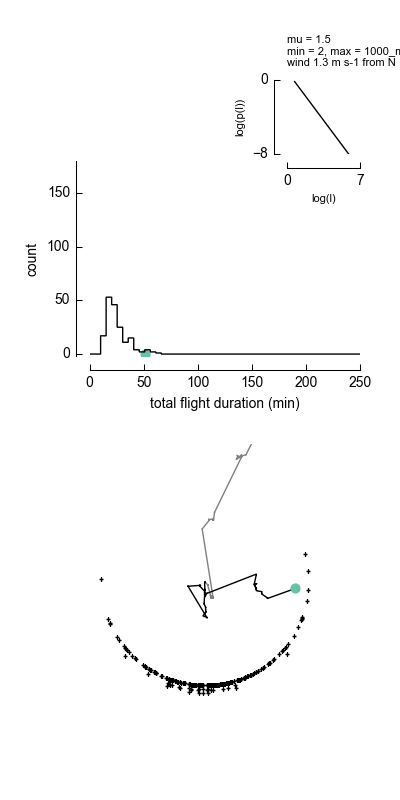 mu = 1.5
min = 2, max = 1000_m
wind 1.3 m s-1 from N
0
log(p(l))
−8
0
7
log(l)
150
100
50
0
count
0
50
100
150
200
250
total flight duration (min)